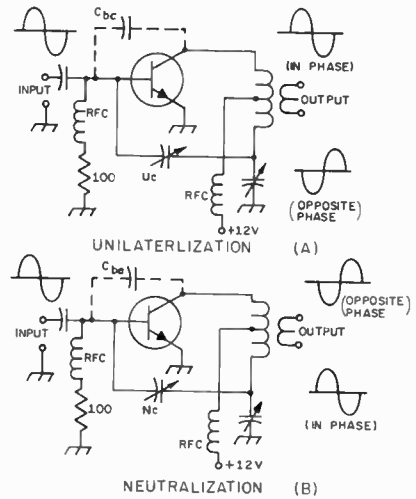 Cbc
(IN PHASE)
INPUT
OUTPUT
RFC
Uc
100
RFC
(OPPOSITE
PHASE)
+12V
UNILATERLIZATION (A)
Cbe
(OPPOSITE)
PHASE
INPUT
OUTPUT
RFC
100
Nc
RFC
(IN PHASE)
+12V
NEUTRALIZATION (B)